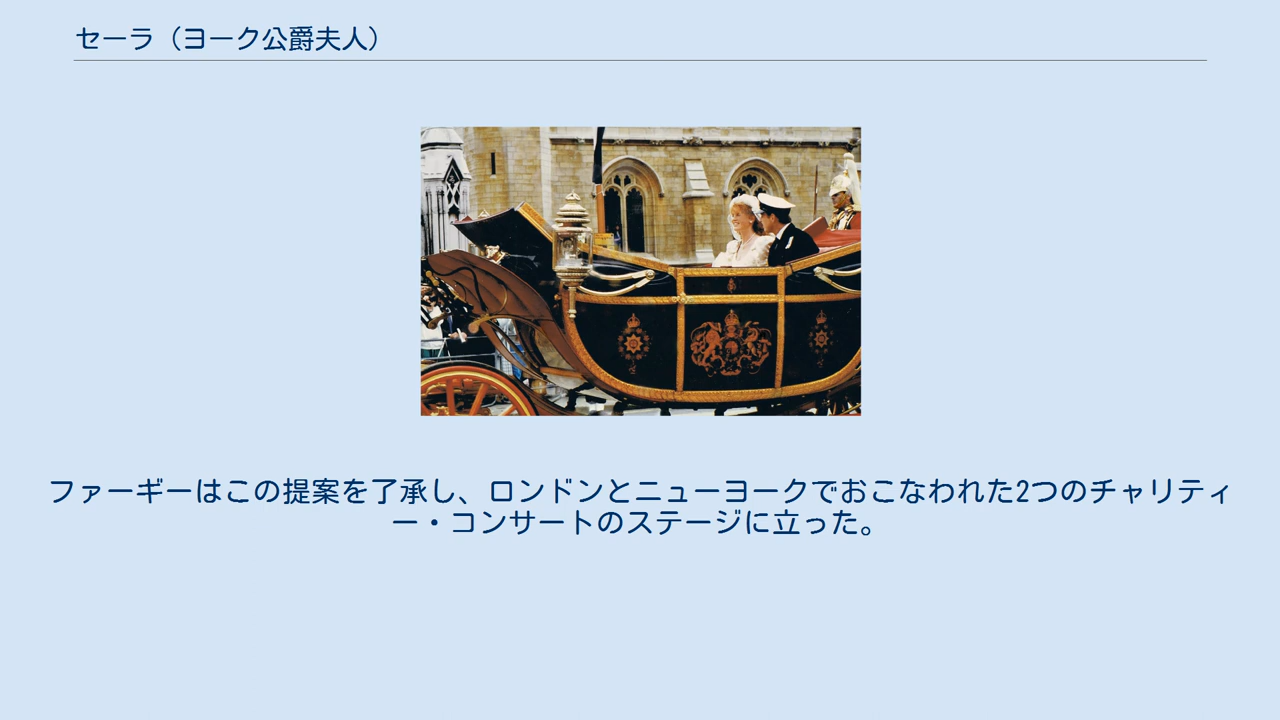 セーラ（ヨーク公爵夫人）
ファーギーはこの提案を了承し、ロンドンとニューヨークでおこなわれた2つのチャリティ
ー・コンサートのステージに立った。